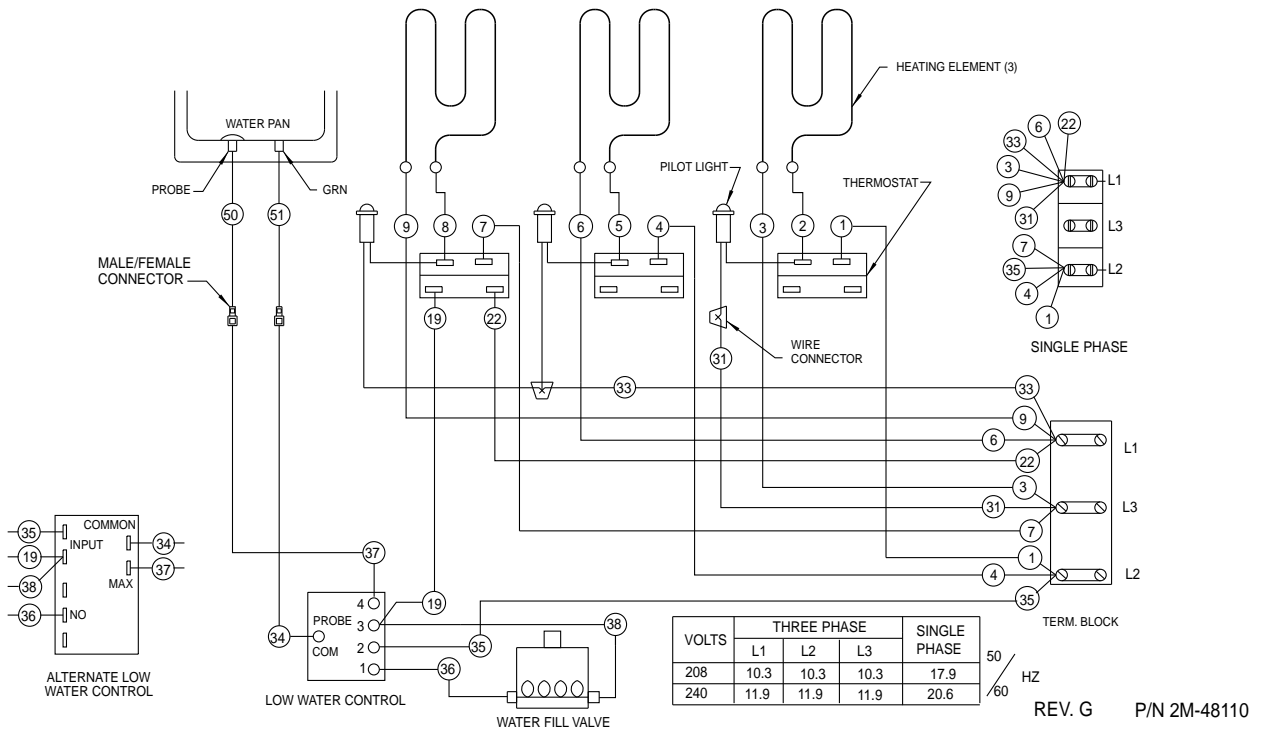 HEATING ELEMENT (3)
WATER PAN
PROBE
GRN
PILOT LIGHT
THERMOSTAT
50
51
9
8
7
6
5
4
3
2
1
6
22
33
3
9
31
7
35
4
1
L1
L3
L2
SINGLE PHASE
MALE/FEMALE
CONNECTOR
19
22
WIRE
CONNECTOR
31
33
33
9
6
22
3
31
7
1
4
35
L1
L3
L2
TERM. BLOCK
35
19
38
36
COMMON
INPUT
MAX
NO
34
37
ALTERNATE LOW
WATER CONTROL
37
34
PROBE
COM
4
3
2
1
19
35
38
36
LOW WATER CONTROL
WATER FILL VALVE
VOLTS THREE PHASE SINGLE PHASE
L1 L2 L3
208 10.3 10.3 10.3 17.9
240 11.9 11.9 11.9 20.6
50/60 HZ
REV. G P/N 2M-48110